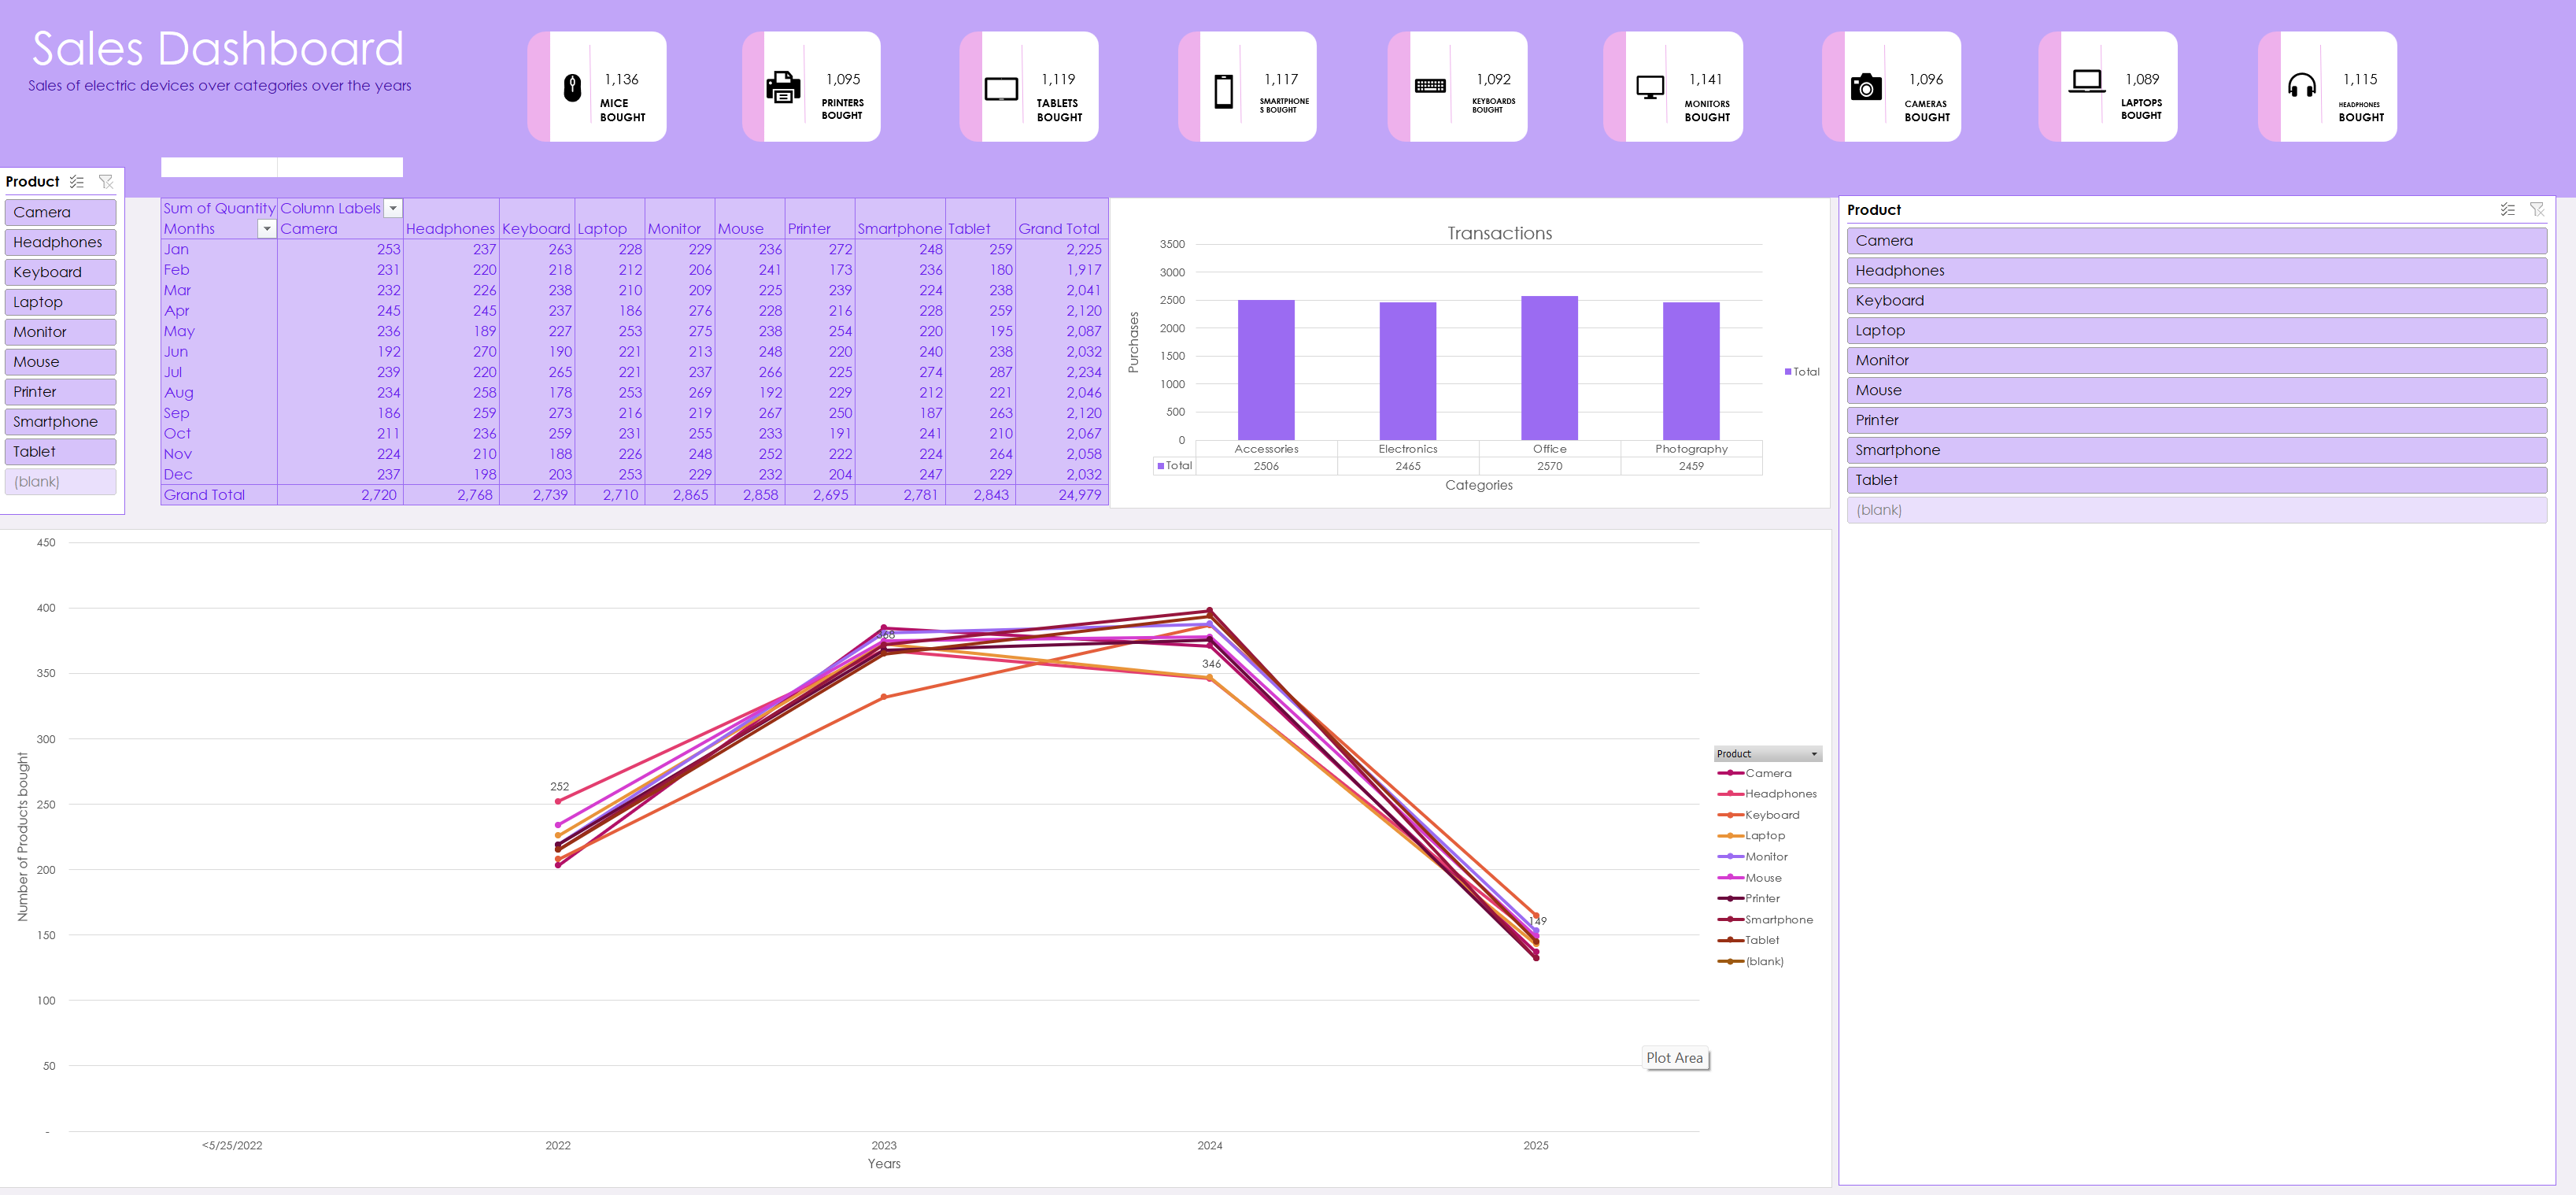 Sales Dashboard
Sales of electric devices over categories over the years
1,136
MICE
BOUGHT
1,095
PRINTERS
BOUGHT
1,119
TABLETS
BOUGHT
1,117
SMARTPHONE
S BOUGHT
1,092
KEYBOARDS
BOUGHT
1,141
MONITORS
BOUGHT
1,096
CAMERAS
BOUGHT
1,089
LAPTOPS
BOUGHT
1,115
HEADPHONES
BOUGHT
Product
Camera
Headphones
Keyboard
Laptop
Monitor
Mouse
Printer
Smartphone
Tablet
(blank)
Sum of Quantity Column Labels
Months Camera Headphones Keyboard Laptop Monitor Mouse Printer Smartphone Tablet Grand Total
Jan 253 237 263 228 229 236 272 248 259 2,225
Feb 231 220 218 212 206 241 173 236 180 1,917
Mar 232 226 238 210 209 225 239 224 238 2,041
Apr 245 245 237 186 276 228 216 228 259 2,120
May 236 189 227 253 275 238 254 220 195 2,087
Jun 192 270 190 221 213 248 220 240 238 2,032
Jul 239 220 265 221 237 266 225 274 287 2,234
Aug 234 258 178 253 269 192 229 212 221 2,046
Sep 186 259 273 216 219 267 250 187 263 2,120
Oct 211 236 259 231 255 233 191 241 210 2,067
Nov 224 210 188 226 248 252 222 224 264 2,058
Dec 237 198 203 253 229 232 204 247 229 2,032
Grand Total 2,720 2,768 2,739 2,710 2,865 2,858 2,695 2,781 2,843 24,979
Transactions
Purchases
3500
3000
2500
2000
1500
1000
500
0
Accessories Electronics Office Photography
Total 2506 2465 2570 2459
Categories
Total
Product
Camera
Headphones
Keyboard
Laptop
Monitor
Mouse
Printer
Smartphone
Tablet
(blank)
Number of Products bought
450
400
350
300
250
200
150
100
50
-
252
368
346
149
<5/25/2022 2022 2023 2024 2025
Years
Product
Camera
Headphones
Keyboard
Laptop
Monitor
Mouse
Printer
Smartphone
Tablet
(blank)
Plot Area